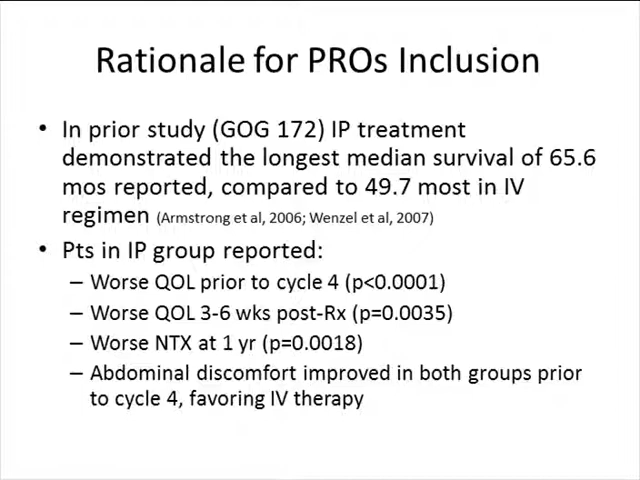 Rationale for PROs Inclusion
• In prior study (GOG 172) IP treatment
demonstrated the longest median survival of 65.6
mos reported, compared to 49.7 most in IV
regimen (Armstrong et al, 2006; Wenzel et al, 2007)
• Pts in IP group reported:
– Worse QOL prior to cycle 4 (p<0.0001)
– Worse QOL 3-6 wks post-Rx (p=0.0035)
– Worse NTX at 1 yr (p=0.0018)
– Abdominal discomfort improved in both groups prior
to cycle 4, favoring IV therapy